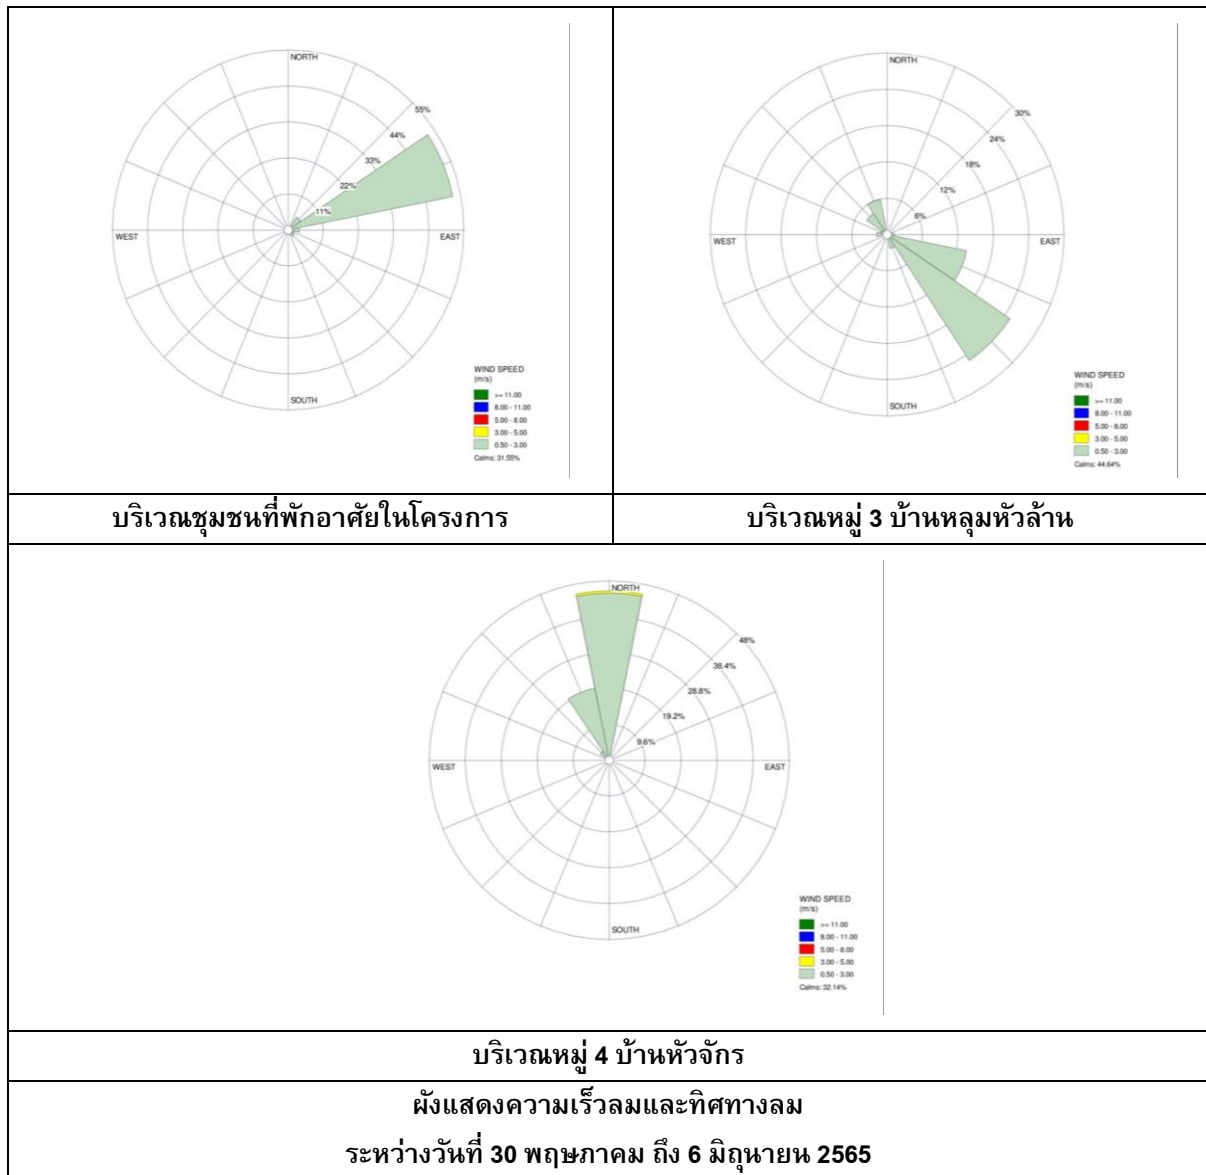 NORTH
55%
44%
33%
22%
11%
WEST
EAST
SOUTH
WIND SPEED
(m/s)
>= 11.00
8.00 - 11.00
5.00 - 8.00
3.00 - 5.00
0.50 - 3.00
Calms: 31.55%
NORTH
30%
24%
18%
12%
6%
WEST
EAST
SOUTH
WIND SPEED
(m/s)
>= 11.00
8.00 - 11.00
5.00 - 8.00
3.00 - 5.00
0.50 - 3.00
Calms: 44.64%
บริเวณชุมชนที่พักอาศัยในโครงการ
บริเวณหมู่ 3 บ้านหลุมหัวล้าน
NORTH
48%
38.4%
28.8%
19.2%
9.6%
WEST
EAST
SOUTH
WIND SPEED
(m/s)
>= 11.00
8.00 - 11.00
5.00 - 8.00
3.00 - 5.00
0.50 - 3.00
Calms: 32.14%
บริเวณหมู่ 4 บ้านหัวจักร
ผังแสดงความเร็วลมและทิศทางลม
ระหว่างวันที่ 30 พฤษภาคม ถึง 6 มิถุนายน 2565